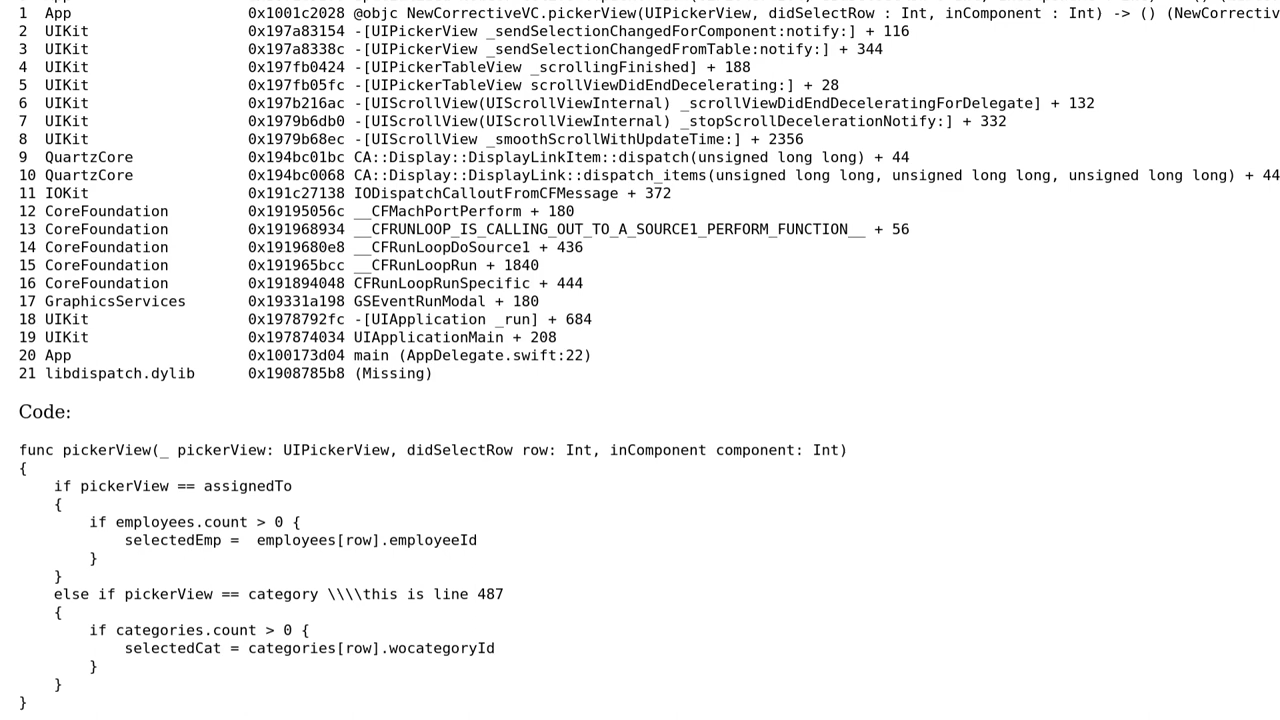 1  App                    0x1001c2028 @objc NewCorrectiveVC.pickerView(UIPickerView, didSelectRow : Int, inComponent : Int) -> () (NewCorrectiv
2  UIKit                  0x197a83154 -[UIPickerView _sendSelectionChangedForComponent:notify:] + 116
3  UIKit                  0x197a8338c -[UIPickerView _sendSelectionChangedFromTable:notify:] + 344
4  UIKit                  0x197fb0424 -[UIPickerTableView _scrollingFinished] + 188
5  UIKit                  0x197fb05fc -[UIPickerTableView scrollViewDidEndDecelerating:] + 28
6  UIKit                  0x197b216ac -[UIScrollView(UIScrollViewInternal) _scrollViewDidEndDeceleratingForDelegate] + 132
7  UIKit                  0x1979b6db0 -[UIScrollView(UIScrollViewInternal) _stopScrollDecelerationNotify:] + 332
8  UIKit                  0x1979b68ec -[UIScrollView _smoothScrollWithUpdateTime:] + 2356
9  QuartzCore             0x194bc01bc CA::Display::DisplayLinkItem::dispatch(unsigned long long) + 44
10 QuartzCore             0x194bc0068 CA::Display::DisplayLink::dispatch_items(unsigned long long, unsigned long long, unsigned long long) + 44
11 IOKit                  0x191c27138 IODispatchCalloutFromCFMessage + 372
12 CoreFoundation         0x19195056c __CFMachPortPerform + 180
13 CoreFoundation         0x191968934 __CFRUNLOOP_IS_CALLING_OUT_TO_A_SOURCE1_PERFORM_FUNCTION__ + 56
14 CoreFoundation         0x1919680e8 __CFRunLoopDoSource1 + 436
15 CoreFoundation         0x191965bcc __CFRunLoopRun + 1840
16 CoreFoundation         0x191894048 CFRunLoopRunSpecific + 444
17 GraphicsServices       0x19331a198 GSEventRunModal + 180
18 UIKit                  0x1978792fc -[UIApplication _run] + 684
19 UIKit                  0x197874034 UIApplicationMain + 208
20 App                    0x100173d04 main (AppDelegate.swift:22)
21 libdispatch.dylib      0x1908785b8 (Missing)
Code:
func pickerView(_ pickerView: UIPickerView, didSelectRow row: Int, inComponent component: Int)
{
    if pickerView == assignedTo
    {
        if employees.count > 0 {
            selectedEmp =  employees[row].employeeId
        }
    }
    else if pickerView == category \\\\this is line 487
    {
        if categories.count > 0 {
            selectedCat = categories[row].wocategoryId
        }
    }
}